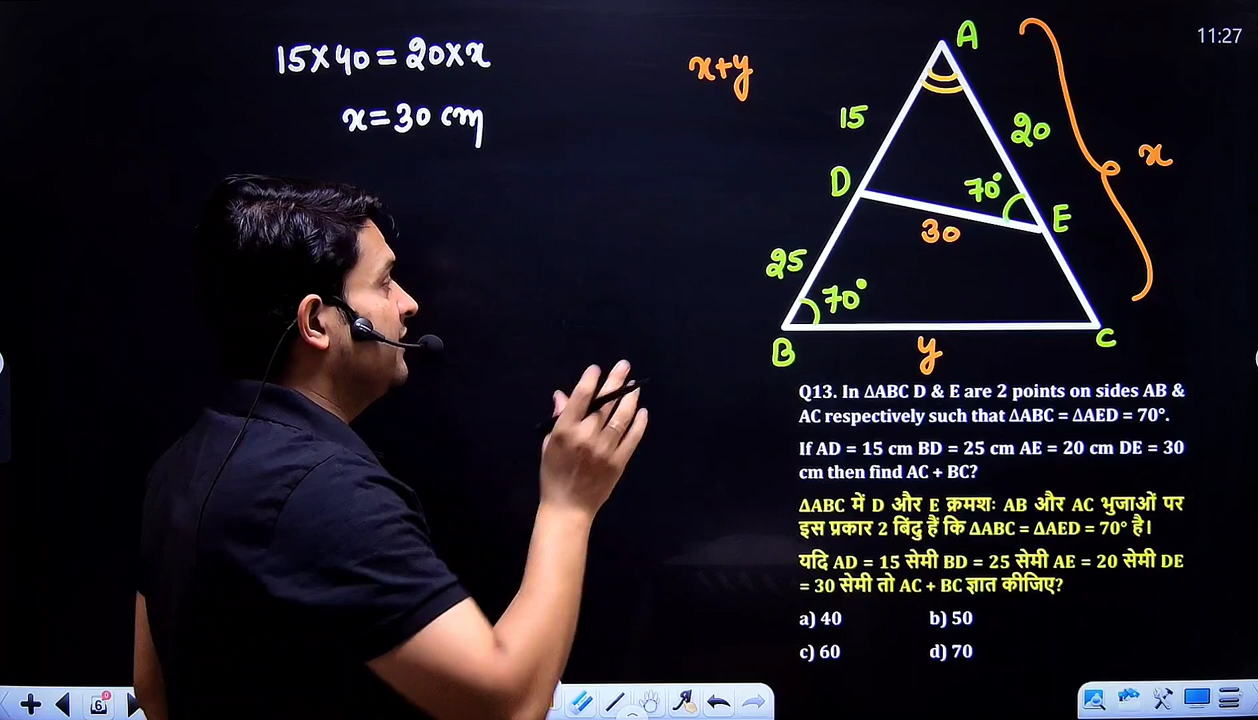 15×40=20×x
x=30 cm
x+y
11:27
A
15
20
x
D
70°
E
30
25
70°
B
y
C
Q13. In ΔABC D & E are 2 points on sides AB &
AC respectively such that ΔABC = ΔAED = 70°.
If AD = 15 cm BD = 25 cm AE = 20 cm DE = 30
cm then find AC + BC?
ΔABC में D और E क्रमशः AB और AC भुजाओं पर
इस प्रकार 2 बिंदु हैं कि ΔABC = ΔAED = 70° है।
यदि AD = 15 सेमी BD = 25 सेमी AE = 20 सेमी DE
= 30 सेमी तो AC + BC ज्ञात कीजिए?
a) 40 b) 50
c) 60 d) 70
6
0